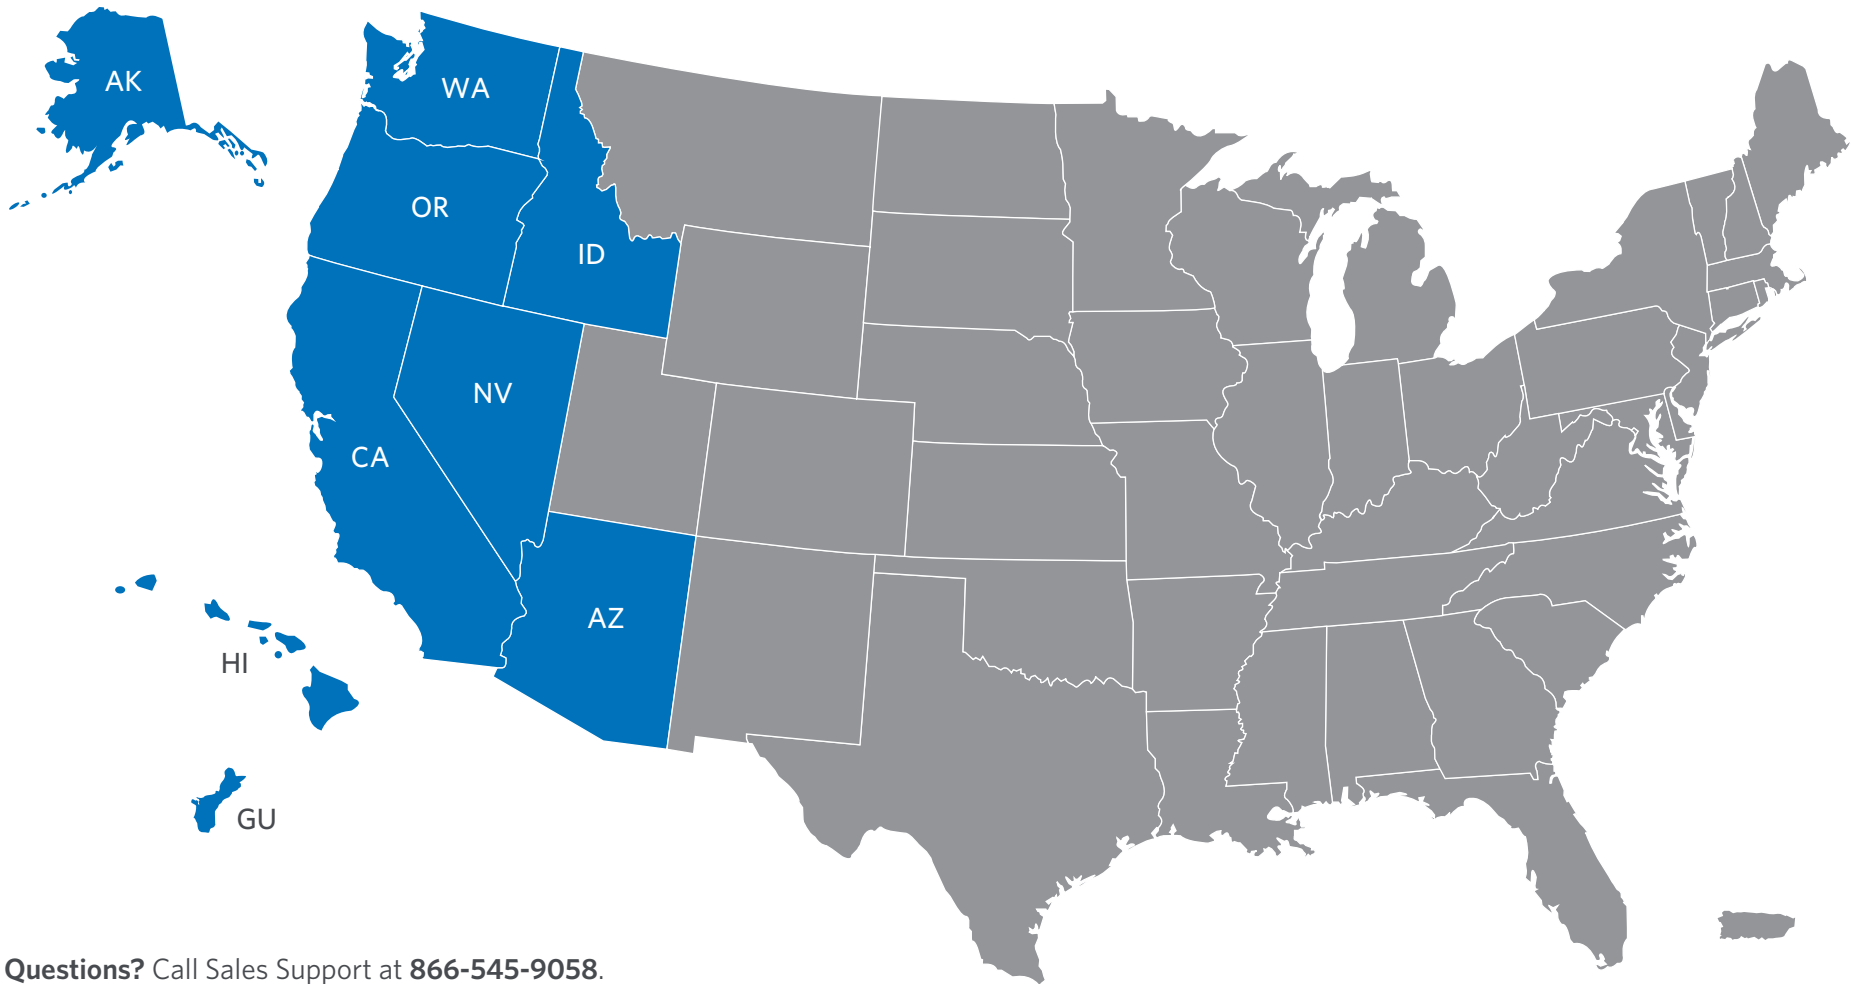 AK
WA
OR
ID
NV
CA
AZ
HI
GU
Questions? Call Sales Support at 866-545-9058.